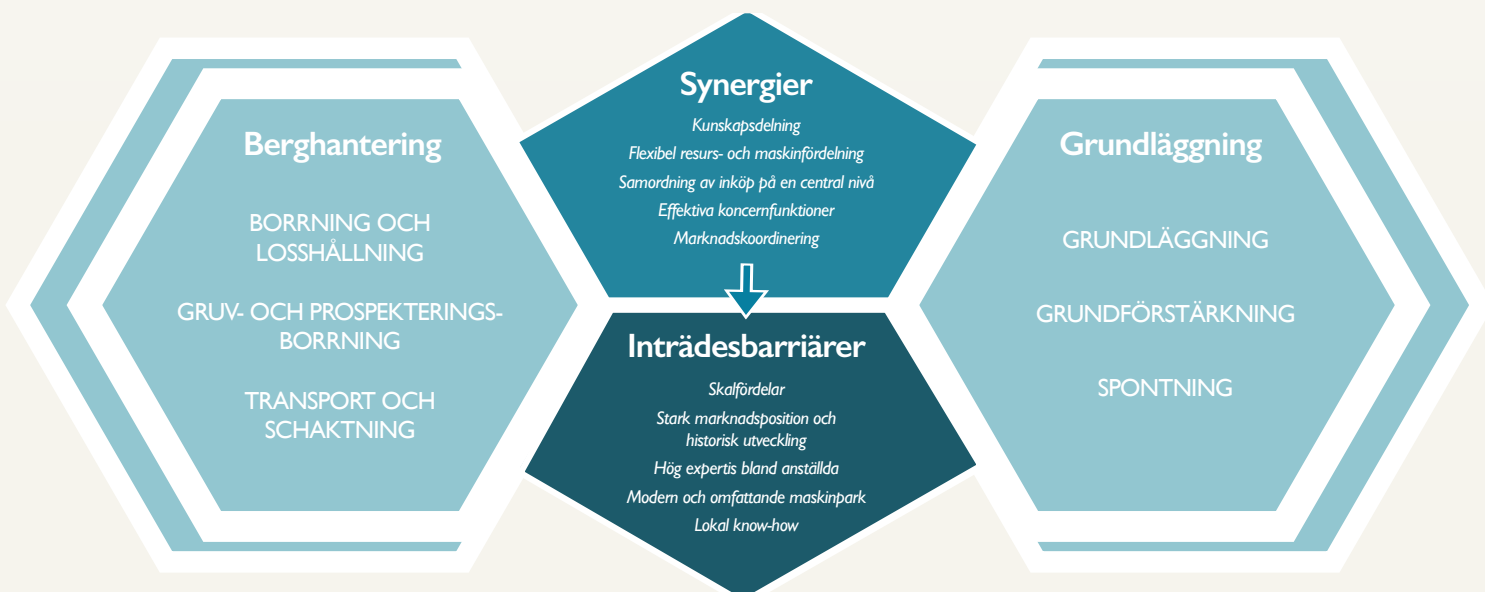 Berghantering
BORRNING OCH
LOSSHÅLLNING
GRUV- OCH PROSPEKTERINGS-
BORRNING
TRANSPORT OCH
SCHAKTNING
Synergier
Kunskapsdelning
Flexibel resurs- och maskinfördelning
Samordning av inköp på en central nivå
Effektiva koncernfunktioner
Marknadskoordinering
Inträdesbarriärer
Skalfördelar
Stark marknadsposition och
historisk utveckling
Hög expertis bland anställda
Modern och omfattande maskinpark
Lokal know-how
Grundläggning
GRUNDLÄGGNING
GRUNDFÖRSTÄRKNING
SPONTNING